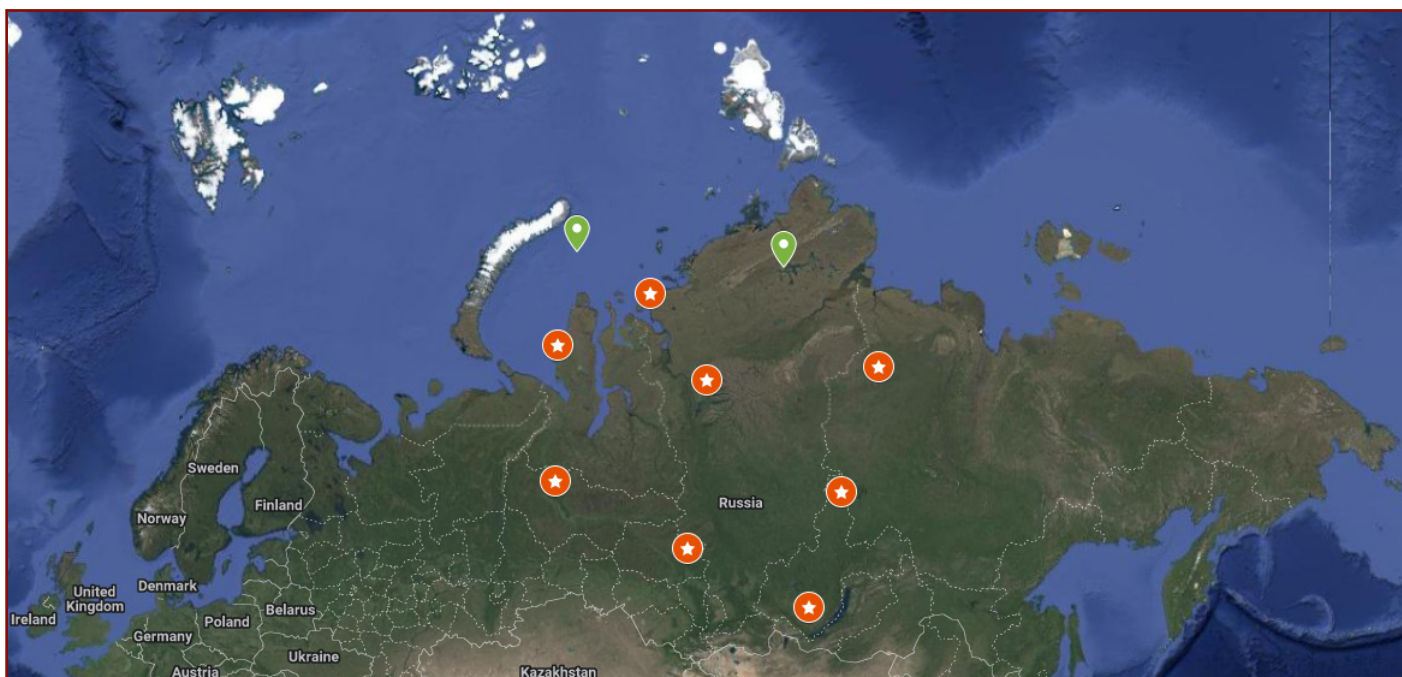 Sweden
Finland
Norway
Russia
United
Kingdom
Denmark
Ireland
Belarus
Poland
Germany
Ukraine
Austria
Kazakhstan